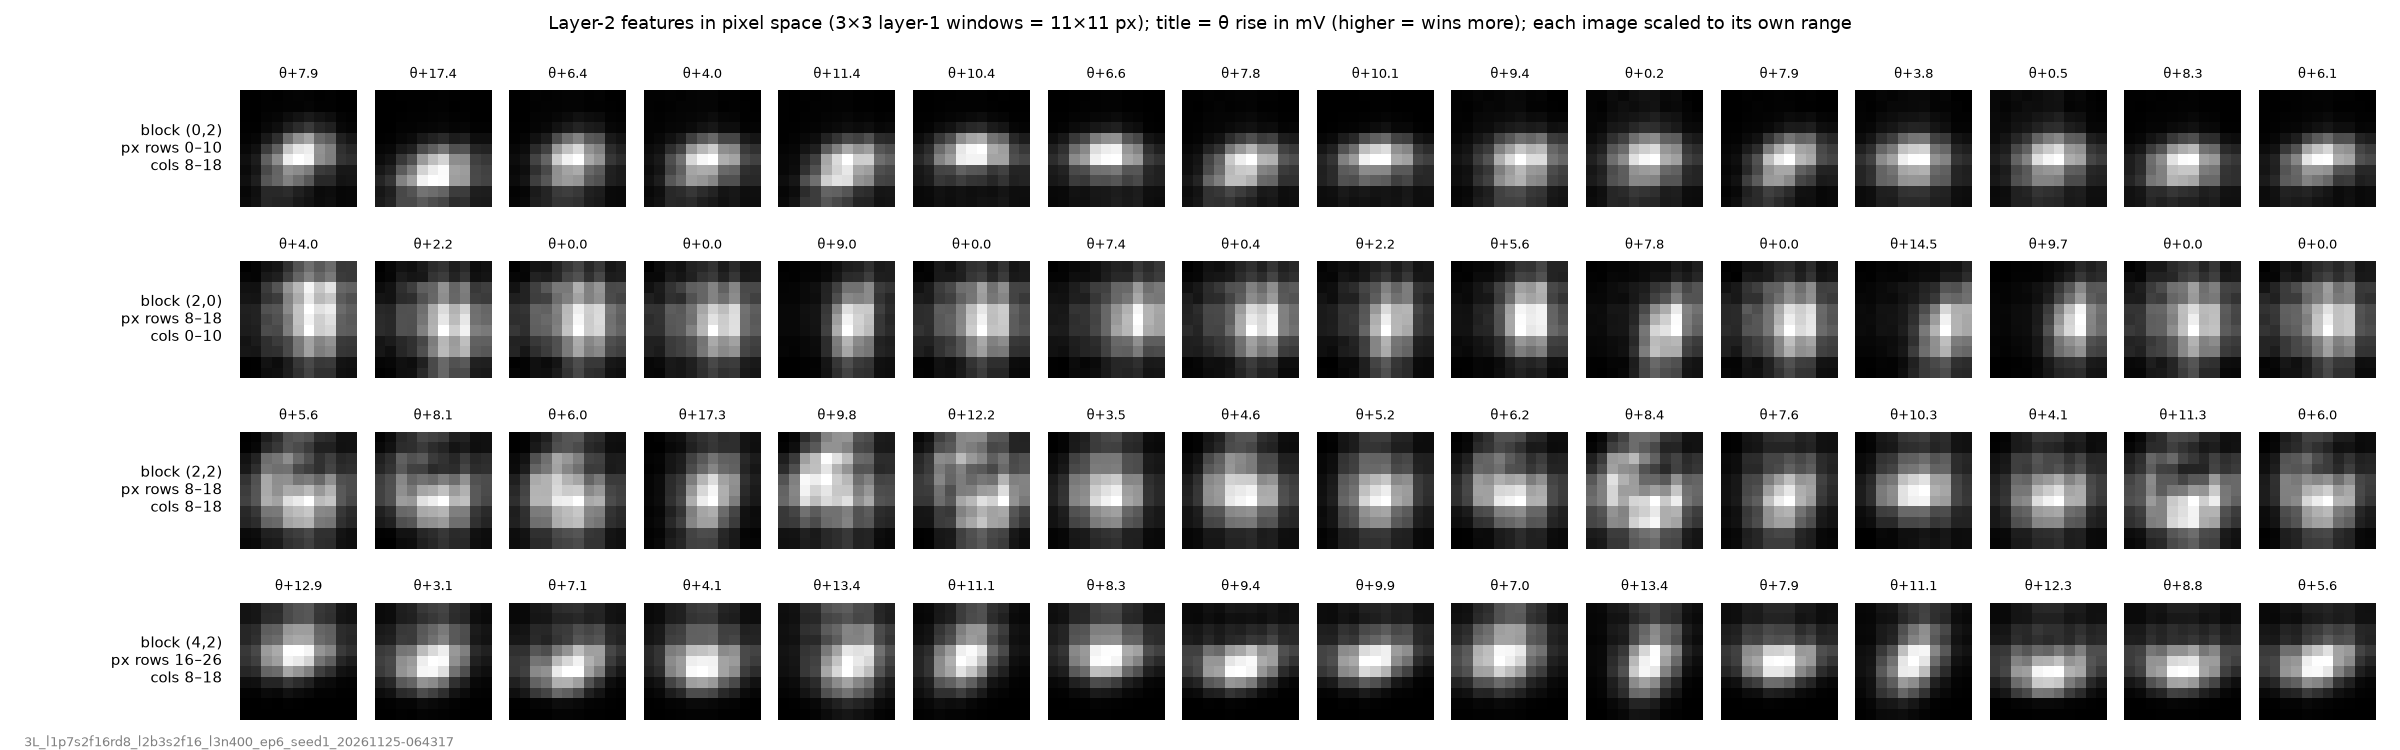 Layer-2 features in pixel space (3×3 layer-1 windows = 11×11 px); title = θ rise in mV (higher = wins more); each image scaled to its own range
θ+7.9 θ+17.4 θ+6.4 θ+4.0 θ+11.4 θ+10.4 θ+6.6 θ+7.8 θ+10.1 θ+9.4 θ+0.2 θ+7.9 θ+3.8 θ+0.5 θ+8.3 θ+6.1
block (0,2)
px rows 0–10
cols 8–18
θ+4.0 θ+2.2 θ+0.0 θ+0.0 θ+9.0 θ+0.0 θ+7.4 θ+0.4 θ+2.2 θ+5.6 θ+7.8 θ+0.0 θ+14.5 θ+9.7 θ+0.0 θ+0.0
block (2,0)
px rows 8–18
cols 0–10
θ+5.6 θ+8.1 θ+6.0 θ+17.3 θ+9.8 θ+12.2 θ+3.5 θ+4.6 θ+5.2 θ+6.2 θ+8.4 θ+7.6 θ+10.3 θ+4.1 θ+11.3 θ+6.0
block (2,2)
px rows 8–18
cols 8–18
θ+12.9 θ+3.1 θ+7.1 θ+4.1 θ+13.4 θ+11.1 θ+8.3 θ+9.4 θ+9.9 θ+7.0 θ+13.4 θ+7.9 θ+11.1 θ+12.3 θ+8.8 θ+5.6
block (4,2)
px rows 16–26
cols 8–18
3L_l1p7s2f16rd8_l2b3s2f16_l3n400_ep6_seed1_20261125-064317